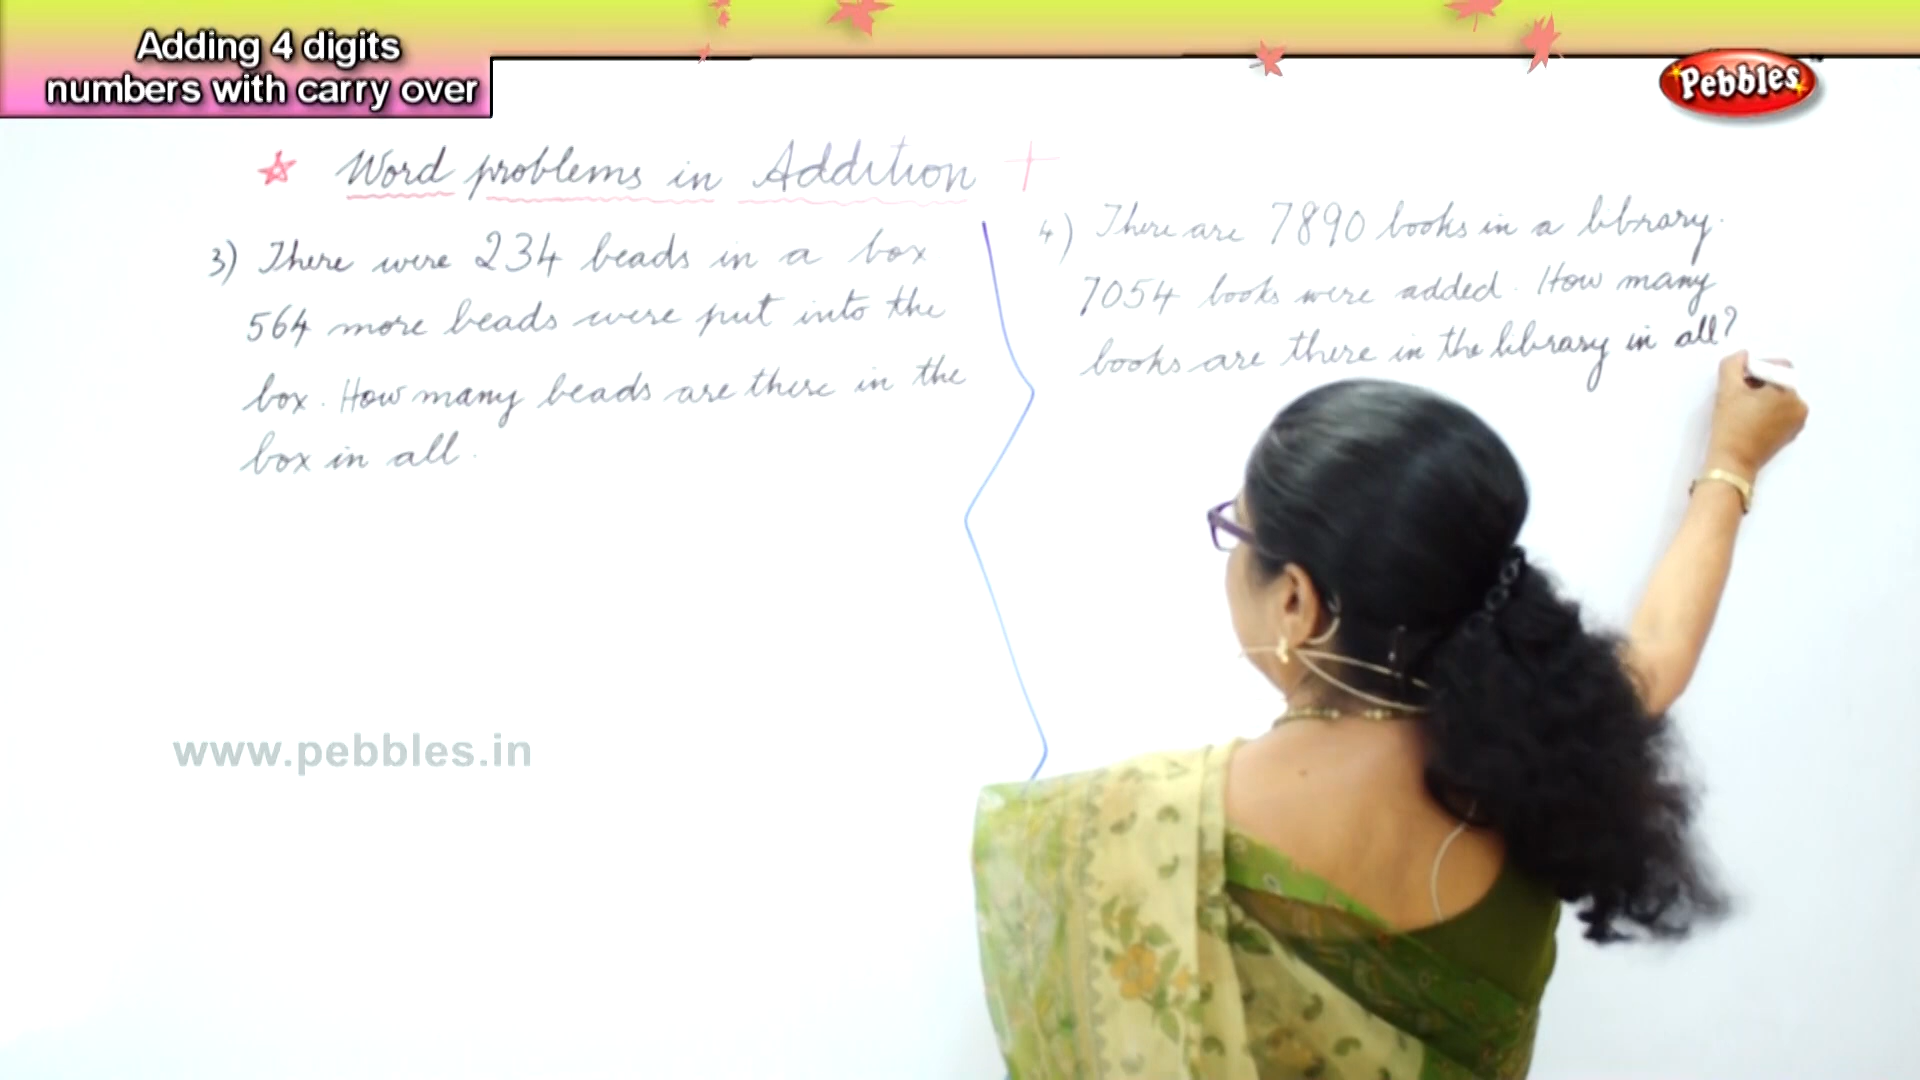 Adding 4 digits
numbers with carry over
Pebbles
Word problems in Addition +
3) There were 234 beads in a box
564 more beads were put into the
box. How many beads are there in the
box in all.
4) There are 7890 books in a library.
7054 books were added. How many
books are there in the library in all?
www.pebbles.in